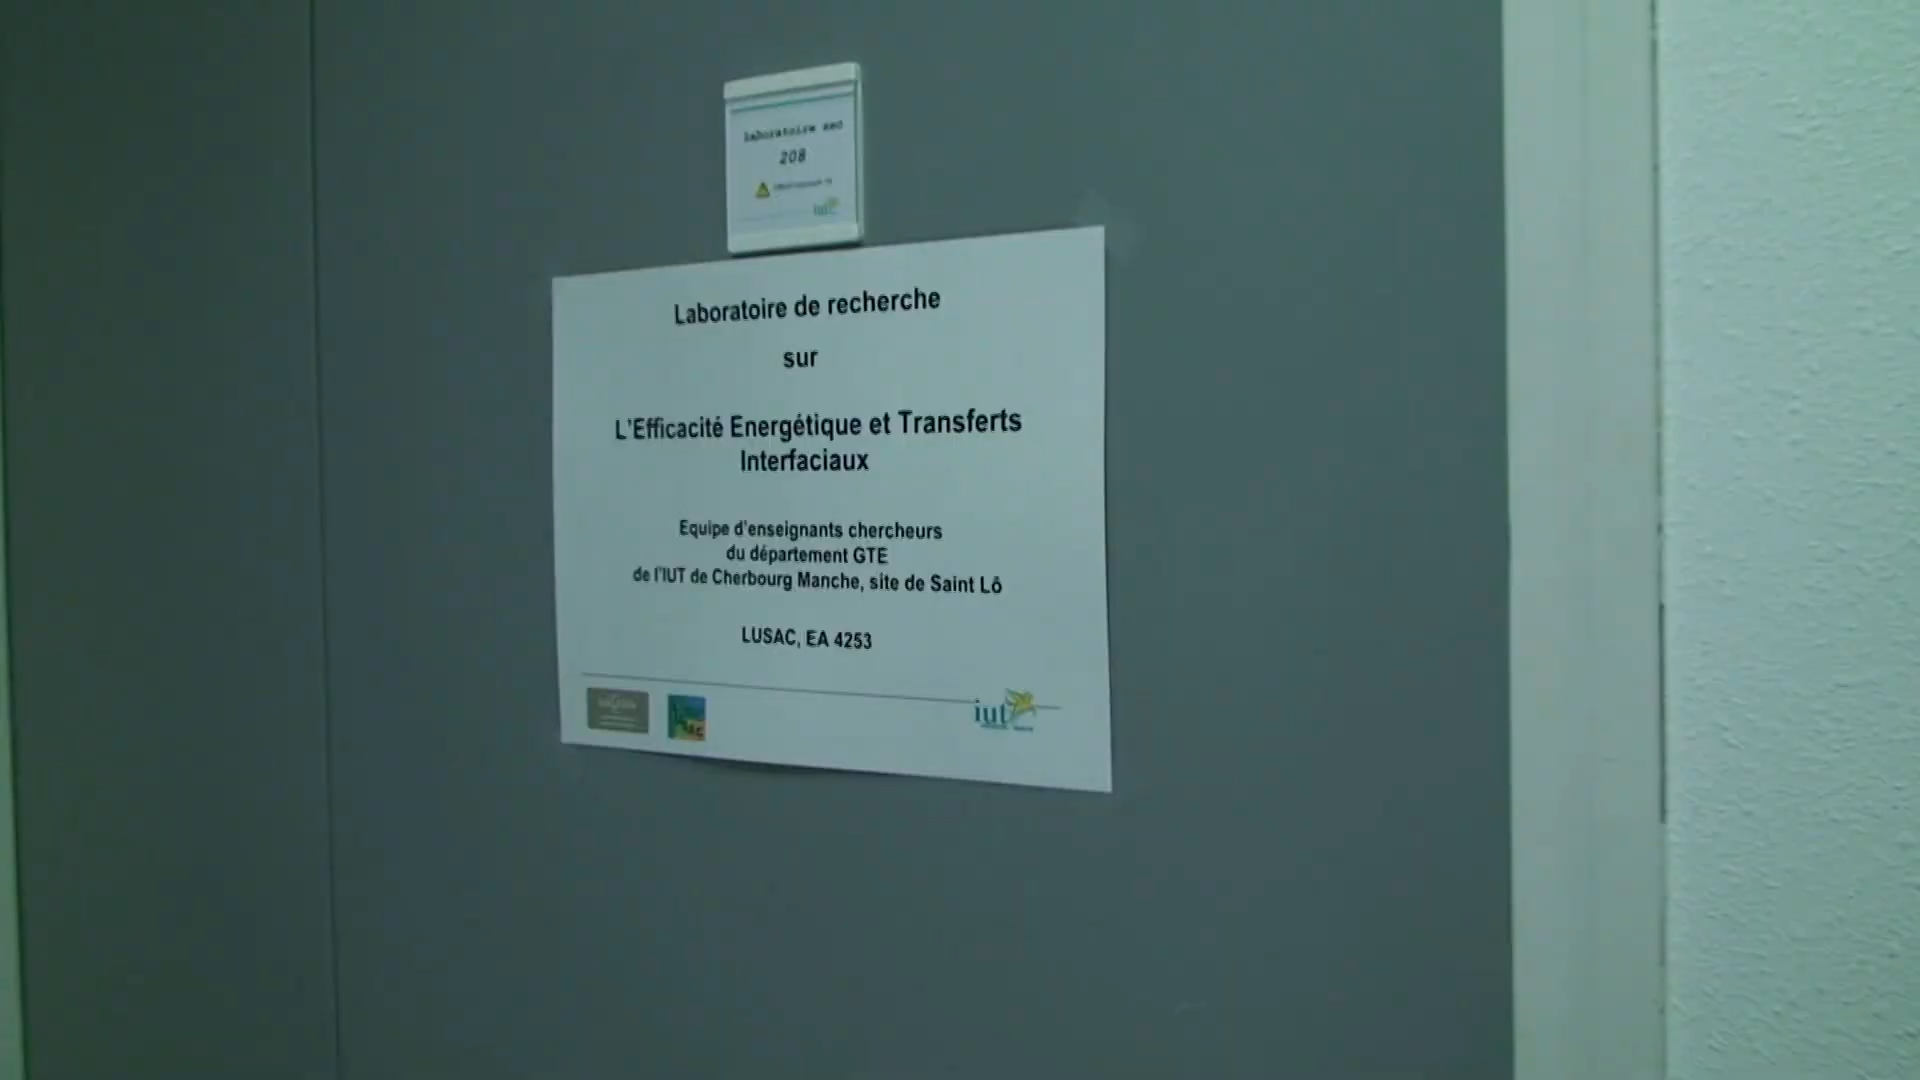 laboratoire
208
iut
Laboratoire de recherche
sur
L'Efficacité Energétique et Transferts
Interfaciaux
Equipe d'enseignants chercheurs
du département GTE
de l'IUT de Cherbourg Manche, site de Saint Lô
LUSAC, EA 4253
iut